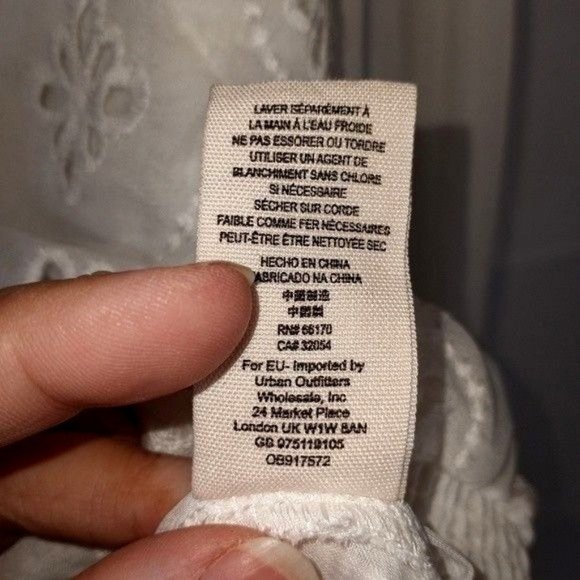 LAVER SÉPARÉMENT À
LA MAIN À L'EAU FROIDE
NE PAS ESSORER OU TORDRE
UTILISER UN AGENT DE
BLANCHIMENT SANS CHLORE
SI NÉCESSAIRE
SÉCHER SUR CORDE
FAIBLE COMME FER NÉCESSAIRES
PEUT-ÊTRE ÊTRE NETTOYÉE SEC
HECHO EN CHINA
ABRICADO NA CHINA
中國製造
中國製
RN# 66170
CA# 32054
For EU- Imported by
Urban Outfitters
Wholesale, Inc
24 Market Place
London UK W1W 8AN
GB 975119105
OB917572